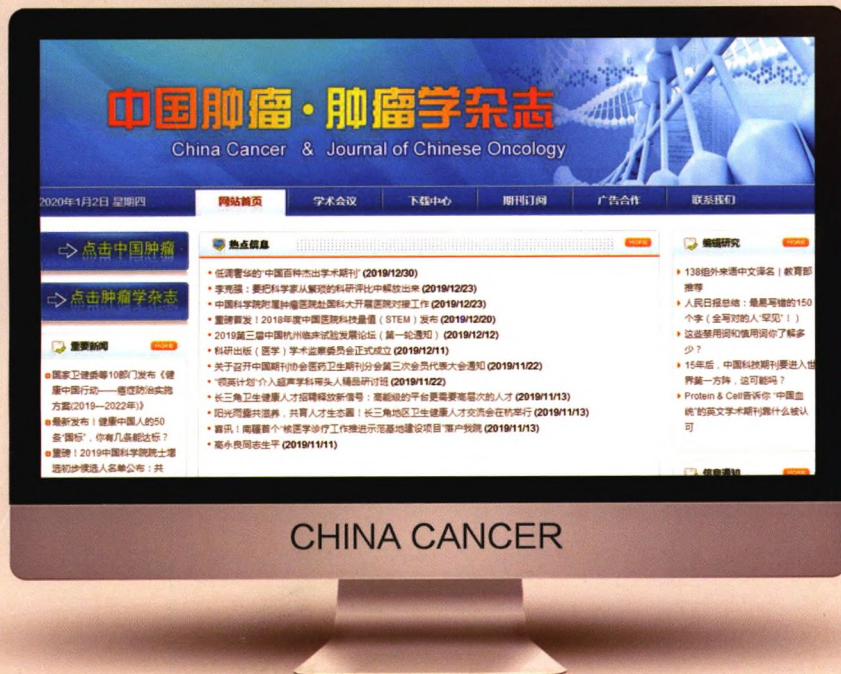 中国肿瘤·肿瘤学杂志
China Cancer & Journal of Chinese Oncology
2020年1月2日 星期四
网站首页
学术会议
下载中心
期刊订阅
广告合作
联系我们
点击中国肿瘤
点击肿瘤学杂志
重要新闻
MORE
国家卫健委等10部门发布《健
康中国行动——癌症防治实施
方案(2019—2022年)》
最新发布！健康中国人的50
条“国标”，你有几条能达标？
重磅！2019中国科学院院士增
选初步候选人名单公布：共
热点信息
MORE
低调奢华的“中国百种杰出学术期刊” (2019/12/30)
李克强：要把科学家从繁琐的科研评比中解放出来 (2019/12/23)
中国科学院附属肿瘤医院赴国科大开展医院对接工作 (2019/12/23)
重磅首发！2018年度中国医院科技量值（STEM）发布 (2019/12/20)
2019第三届中国杭州临床试验发展论坛（第一轮通知） (2019/12/12)
科研出版（医学）学术监察委员会正式成立 (2019/12/11)
关于召开中国期刊协会医药卫生期刊分会第三次会员代表大会通知 (2019/11/22)
“领英计划”介入超声学科带头人精品研讨班 (2019/11/22)
长三角卫生健康人才招聘释放新信号：高能级的平台更需要高层次的人才 (2019/11/13)
阳光雨露共滋养，共育人才生态圈！长三角地区卫生健康人才交流会在杭举行 (2019/11/13)
喜讯！南疆首个“核医学诊疗工作推进示范基地建设项目”落户我院 (2019/11/13)
高永良同志生平 (2019/11/11)
编辑研究
MORE
138组外来语中文译名｜教育部
推荐
人民日报总结：最易写错的150
个字（全写对的人“罕见”！）
这些禁用词和慎用词你了解多
少？
15年后，中国科技期刊要进入世
界第一方阵，这可能吗？
Protein & Cell告诉你 “中国血
统”的英文学术期刊靠什么被认
可
信息通知
MORE
CHINA CANCER